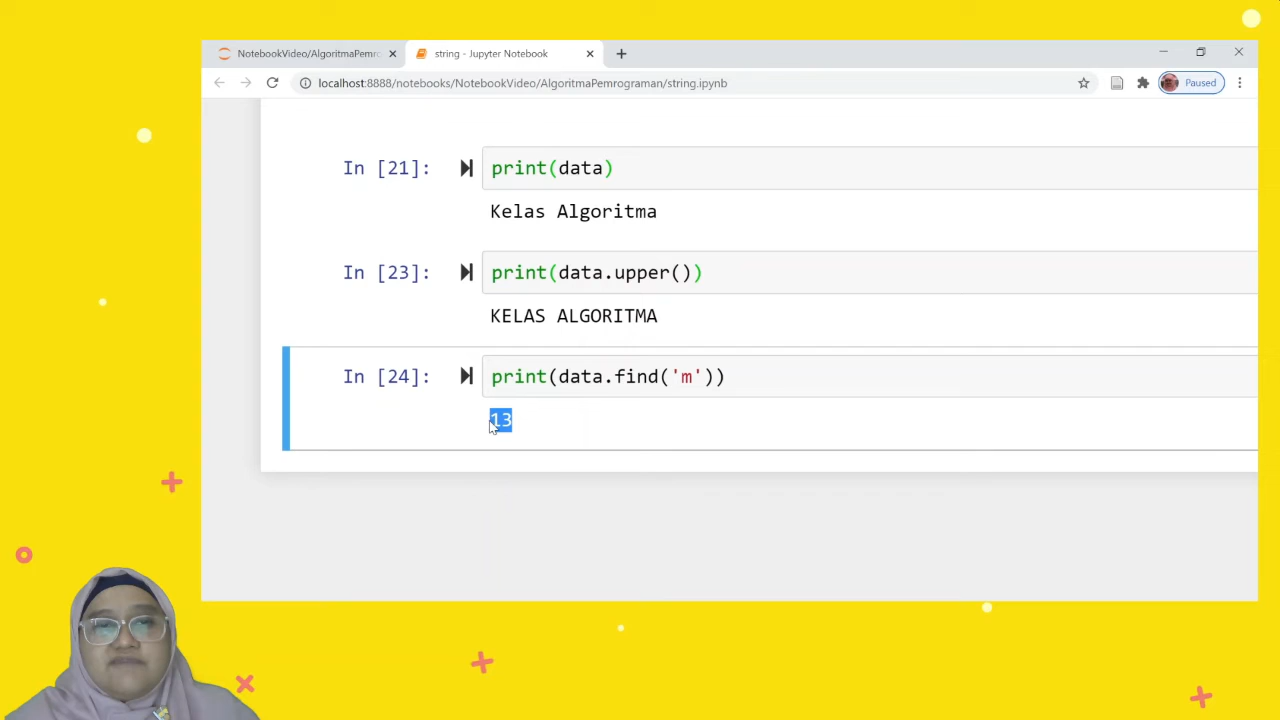 NotebookVideo/AlgoritmaPemro
string - Jupyter Notebook
localhost:8888/notebooks/NotebookVideo/AlgoritmaPemrograman/string.ipynb
Paused
In [21]: print(data)
Kelas Algoritma
In [23]: print(data.upper())
KELAS ALGORITMA
In [24]: print(data.find('m'))
13